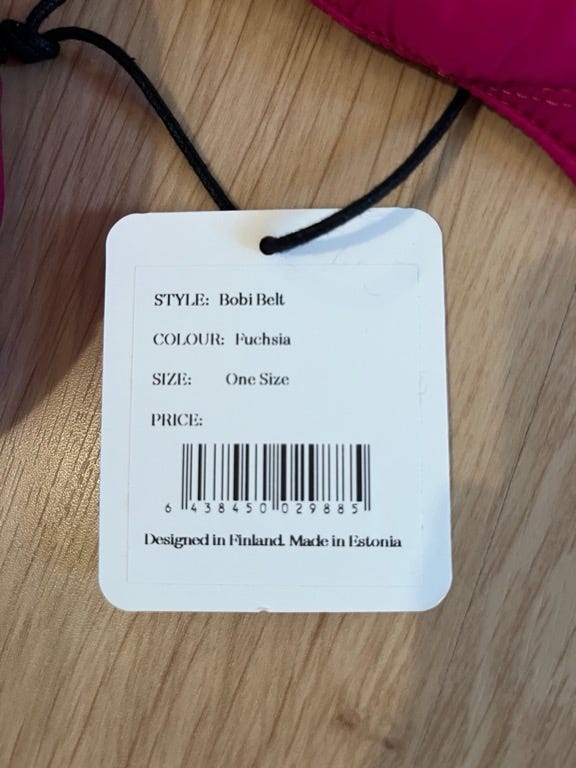 STYLE: Bobi Belt
COLOUR: Fuchsia
SIZE: One Size
PRICE:
6 438450 029885
Designed in Finland. Made in Estonia